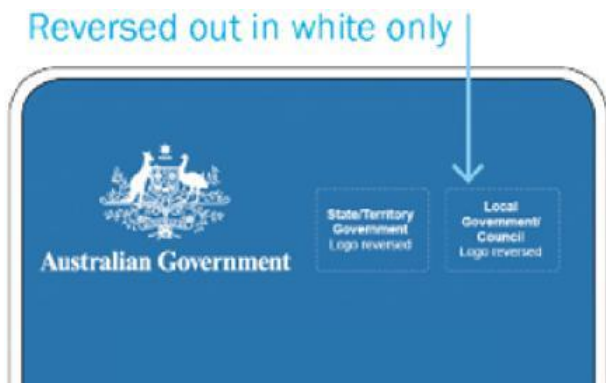 Reversed out in white only
Australian Government
State/Territory
Government
Logo reversed
Local
Government/
Council
Logo reversed